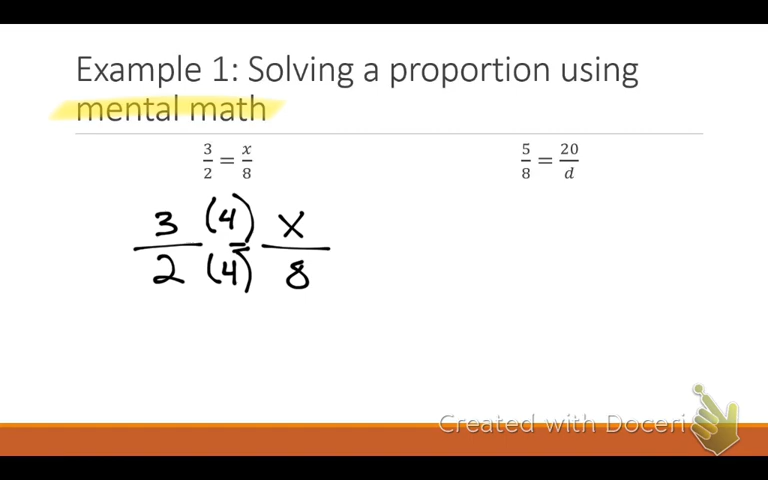 Example 1: Solving a proportion using
mental math
3/2 = x/8
5/8 = 20/d
3 (4) = x
2 (4) 8
Created with Doceri